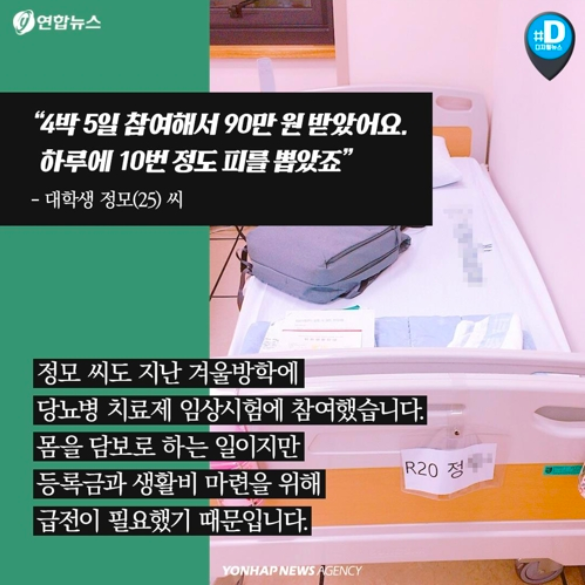 연합뉴스
#D
디지털뉴스
“4박 5일 참여해서 90만 원 받았어요.
하루에 10번 정도 피를 뽑았죠”
- 대학생 정모(25) 씨
정모 씨도 지난 겨울방학에
당뇨병 치료제 임상시험에 참여했습니다.
몸을 담보로 하는 일이지만
등록금과 생활비 마련을 위해
급전이 필요했기 때문입니다.
R20 정
YONHAP NEWS AGENCY